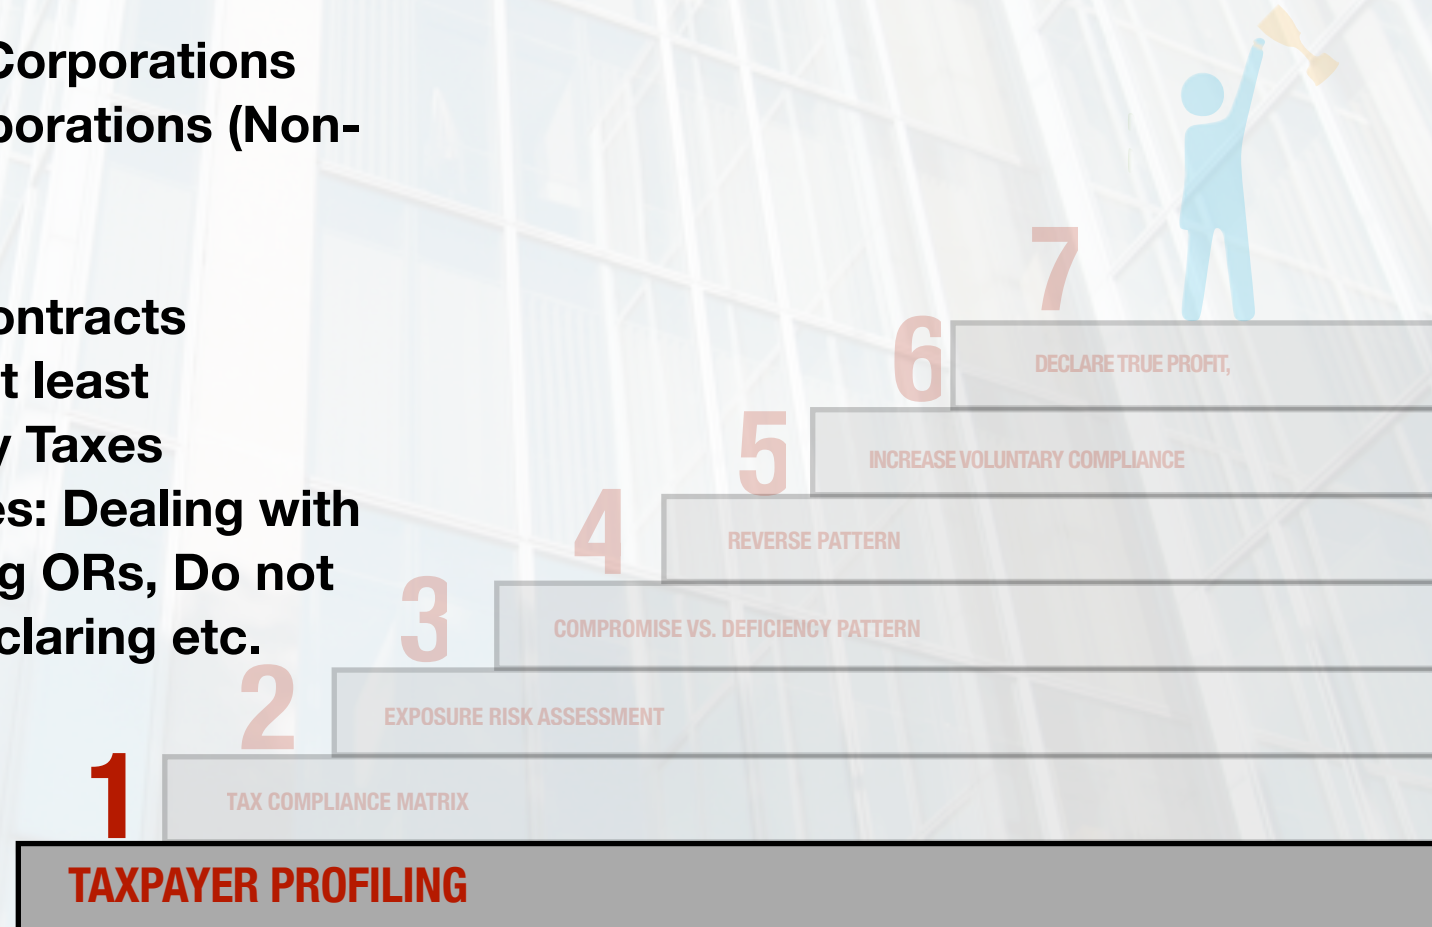 Corporations
porations (Non-
ontracts
t least
y Taxes
es: Dealing with
g ORs, Do not
claring etc.
7
DECLARE TRUE PROFIT,
6
INCREASE VOLUNTARY COMPLIANCE
5
REVERSE PATTERN
4
COMPROMISE VS. DEFICIENCY PATTERN
3
EXPOSURE RISK ASSESSMENT
2
TAX COMPLIANCE MATRIX
1
TAXPAYER PROFILING